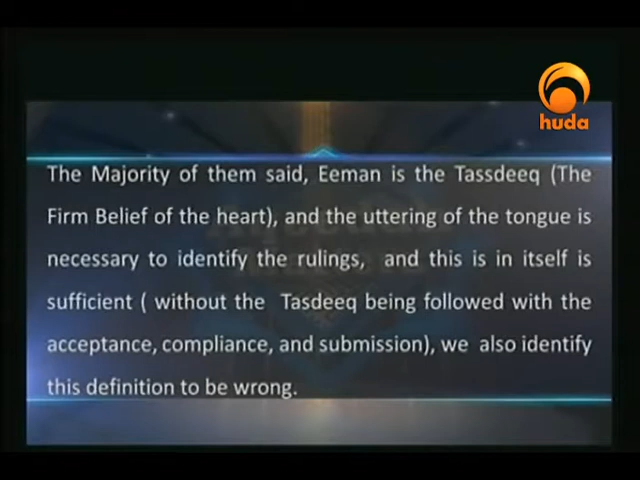 huda
The Majority of them said, Eeman is the Tassdeeq (The
Firm Belief of the heart), and the uttering of the tongue is
necessary to identify the rulings, and this is in itself is
sufficient ( without the Tasdeeq being followed with the
acceptance, compliance, and submission), we also identify
this definition to be wrong.